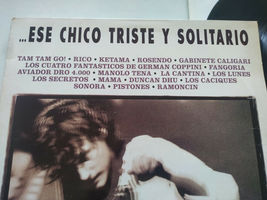 ...ESE CHICO TRISTE Y SOLITARIO
TAM TAM GO! • RICO • KETAMA • ROSENDO • GABINETE CALIGARI
LOS CUATRO FANTASTICOS DE GERMAN COPPINI • FANGORIA
AVIADOR DRO 4.000 • MANOLO TENA • LA CANTINA • LOS LUNES
LOS SECRETOS • MAMA • DUNCAN DHU • LOS CACIQUES
SONORA • PISTONES • RAMONCIN